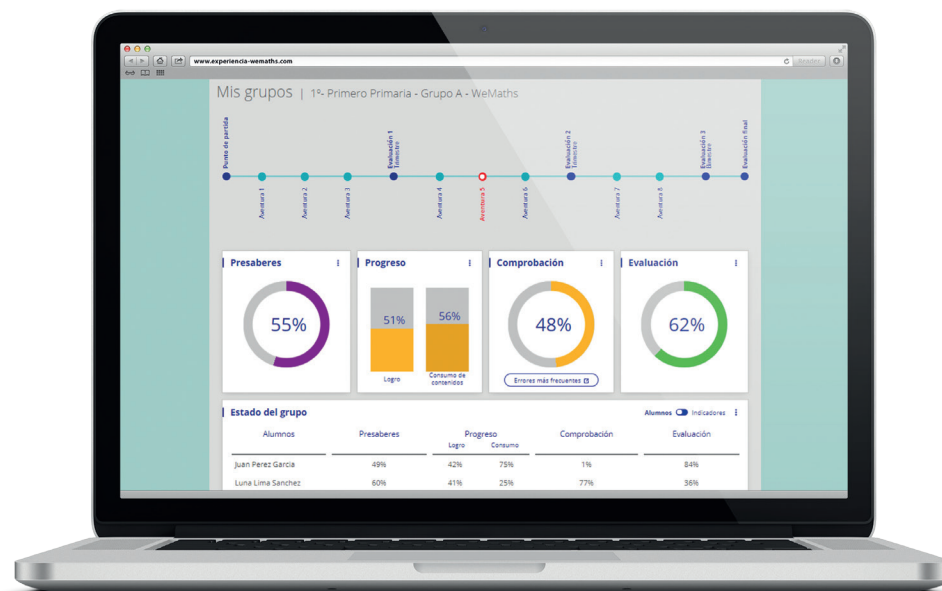 www.experiencia-wemaths.com
Añadir
Mis grupos | 1º- Primero Primaria - Grupo A - WeMaths
Punto de partida
Aventura 1
Aventura 2
Aventura 3
Evaluación 1
Trimestre
Aventura 4
Aventura 5
Aventura 6
Evaluación 2
Trimestre
Aventura 7
Aventura 8
Evaluación 3
Evaluación final
Presaberes
55%
Progreso
51%
56%
Logro
Consumo de
contenidos
Comprobación
48%
Errores más frecuentes
Evaluación
62%
Estado del grupo
Alumnos Indicadores
Alumnos Presaberes Progreso Comprobación Evaluación
Logro Consumo
Juan Perez Garcia 49% 42% 75% 1% 84%
Luna Lima Sanchez 60% 41% 25% 77% 36%